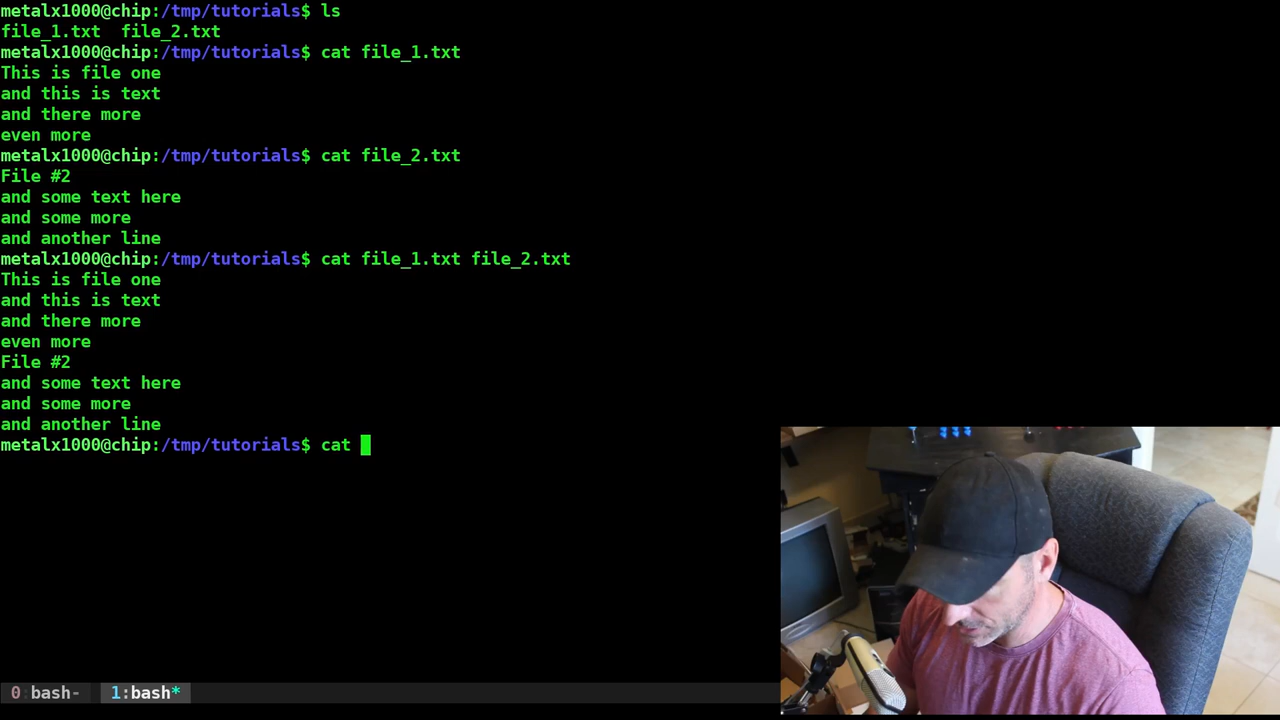 metalx1000@chip:/tmp/tutorials$ ls
file_1.txt  file_2.txt
metalx1000@chip:/tmp/tutorials$ cat file_1.txt
This is file one
and this is text
and there more
even more
metalx1000@chip:/tmp/tutorials$ cat file_2.txt
File #2
and some text here
and some more
and another line
metalx1000@chip:/tmp/tutorials$ cat file_1.txt file_2.txt
This is file one
and this is text
and there more
even more
File #2
and some text here
and some more
and another line
metalx1000@chip:/tmp/tutorials$ cat
0:bash-  1:bash*